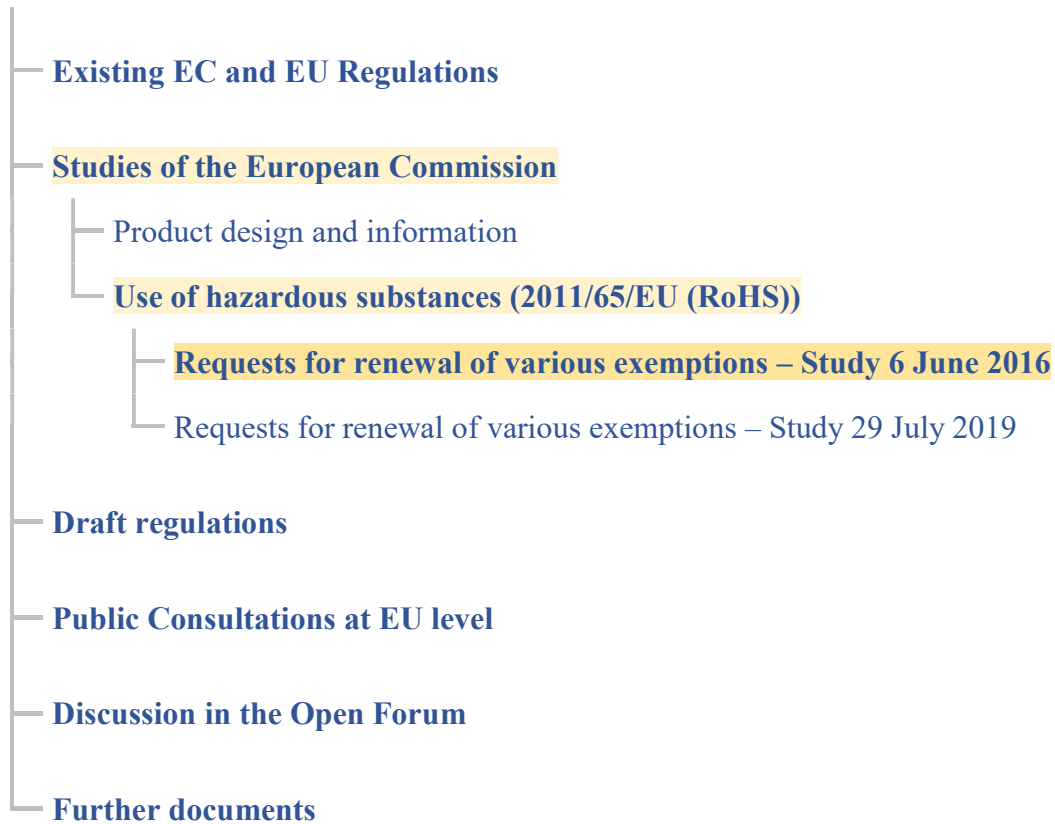 Existing EC and EU Regulations
Studies of the European Commission
Product design and information
Use of hazardous substances (2011/65/EU (RoHS))
Requests for renewal of various exemptions – Study 6 June 2016
Requests for renewal of various exemptions – Study 29 July 2019
Draft regulations
Public Consultations at EU level
Discussion in the Open Forum
Further documents